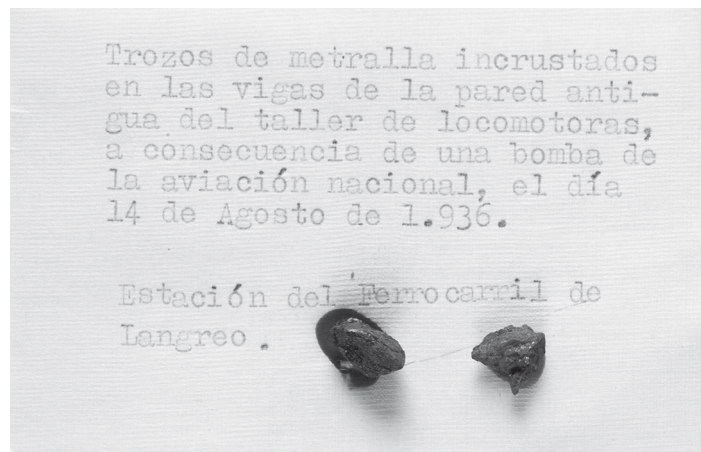 Trozos de metralla incrustados
en las vigas de la pared anti-
gua del taller de locomotoras,
a consecuencia de una bomba de
la aviación nacional, el día
14 de Agosto de 1.936.
Estación del Ferrocarril de
Langreo.